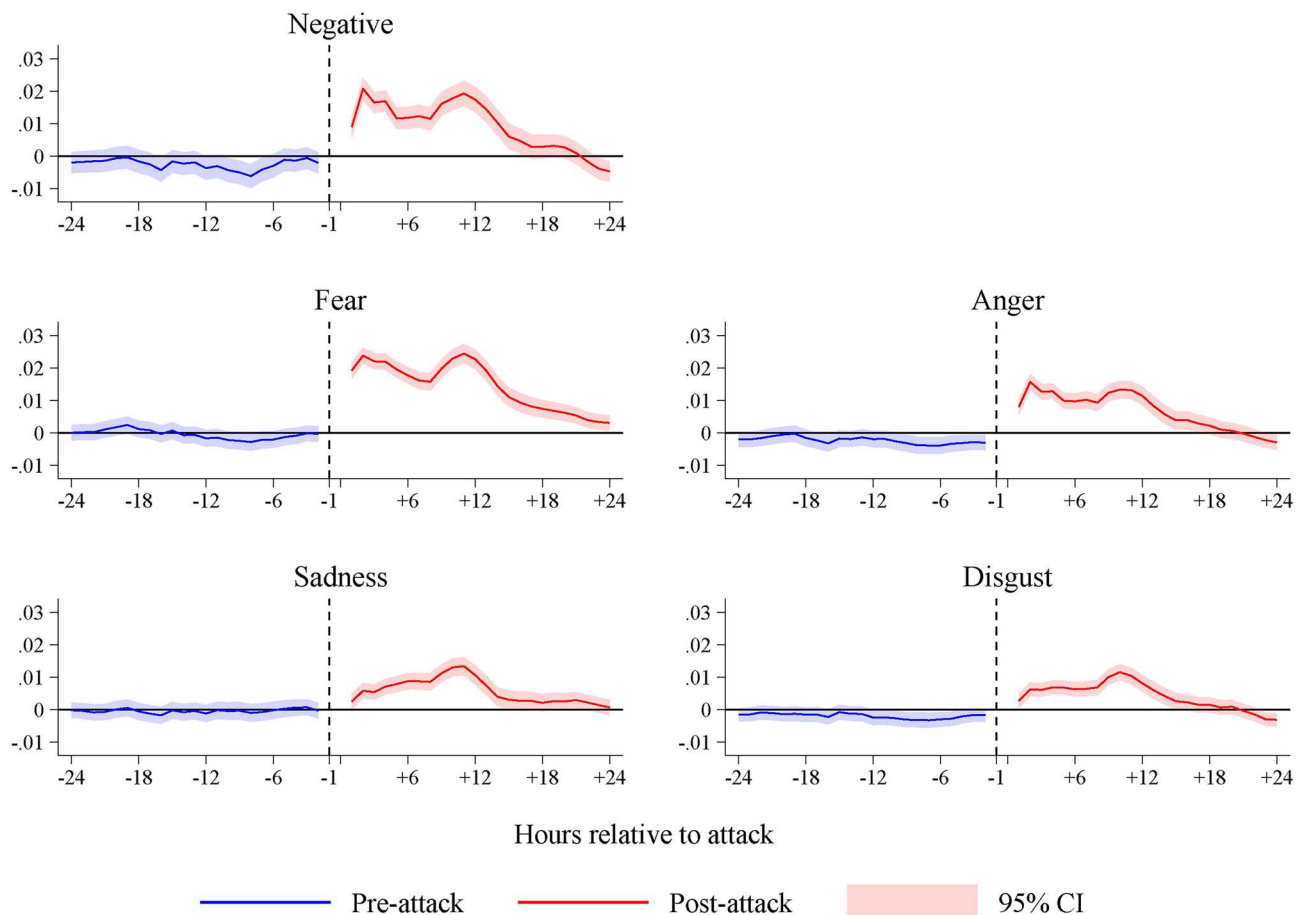 Negative
.03
.02
.01
0
-.01
-24 -18 -12 -6 -1 +6 +12 +18 +24
Fear
.03
.02
.01
0
-.01
-24 -18 -12 -6 -1 +6 +12 +18 +24
Anger
.03
.02
.01
0
-.01
-24 -18 -12 -6 -1 +6 +12 +18 +24
Sadness
.03
.02
.01
0
-.01
-24 -18 -12 -6 -1 +6 +12 +18 +24
Disgust
.03
.02
.01
0
-.01
-24 -18 -12 -6 -1 +6 +12 +18 +24
Hours relative to attack
Pre-attack Post-attack 95% CI